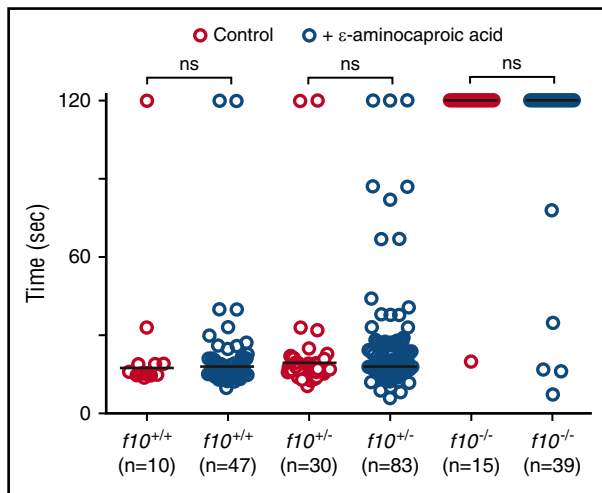 Control + ε-aminocaproic acid
ns ns ns
120
60
0
Time (sec)
f10+/+ f10+/+ f10+/- f10+/- f10-/- f10-/-
(n=10) (n=47) (n=30) (n=83) (n=15) (n=39)